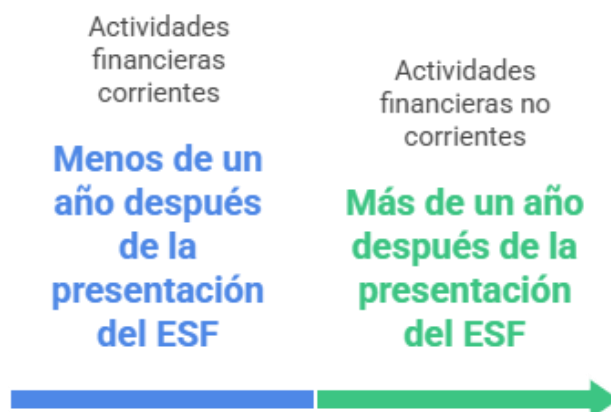 Actividades
financieras
corrientes
Menos de un
año después
de la
presentación
del ESF
Actividades
financieras no
corrientes
Más de un año
después de la
presentación
del ESF